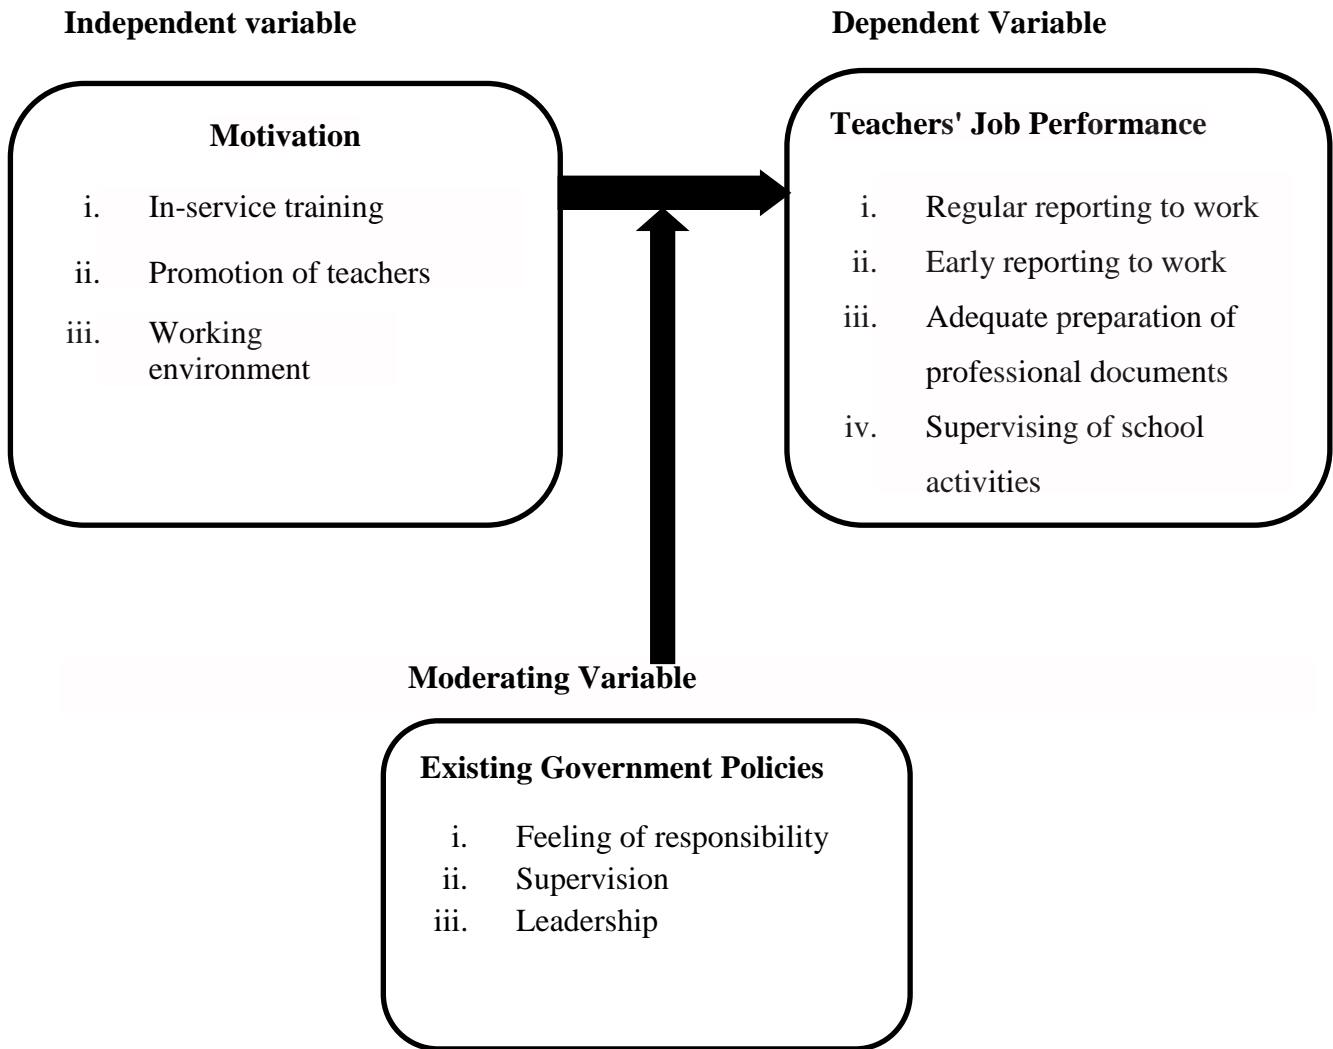 Independent variable
Dependent Variable
Motivation
i. In-service training
ii. Promotion of teachers
iii. Working
environment
Teachers' Job Performance
i. Regular reporting to work
ii. Early reporting to work
iii. Adequate preparation of
professional documents
iv. Supervising of school
activities
Moderating Variable
Existing Government Policies
i. Feeling of responsibility
ii. Supervision
iii. Leadership